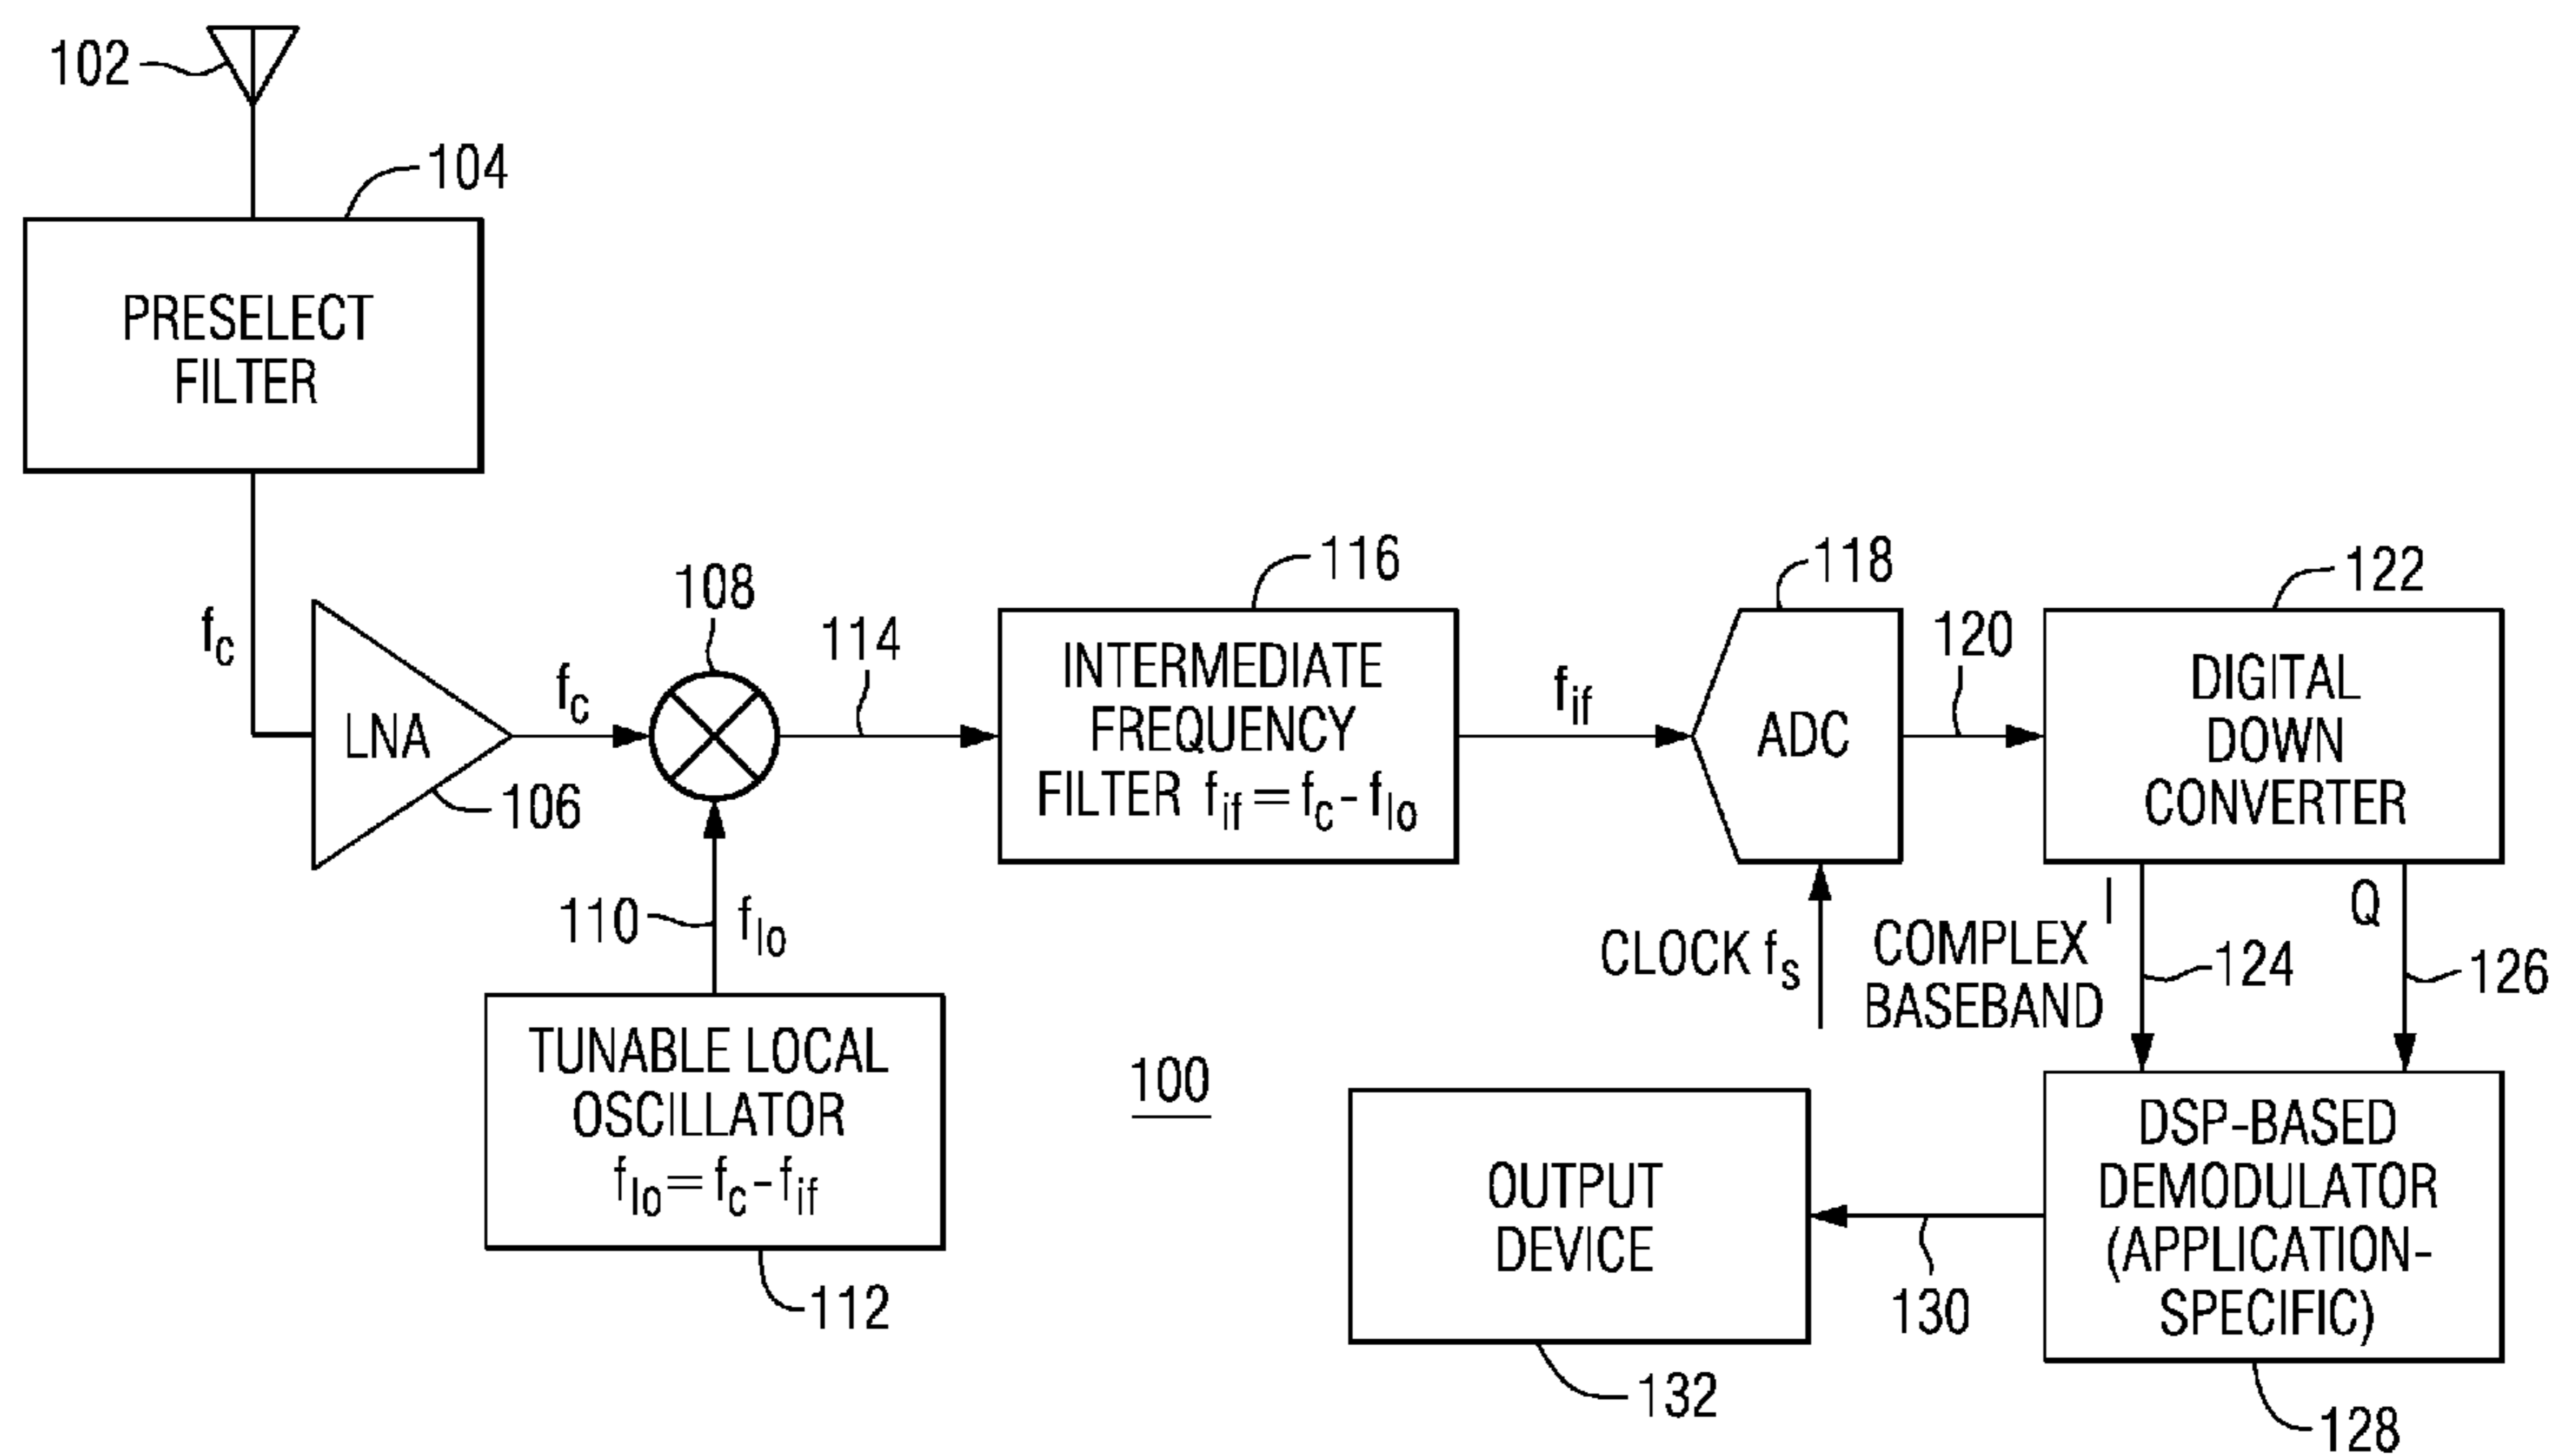 102
104
PRESELECT
FILTER
fc
LNA
106
fc
108
110
flo
TUNABLE LOCAL
OSCILLATOR
flo = fc - fif
112
114
116
INTERMEDIATE
FREQUENCY
FILTER fif = fc - flo
fif
118
ADC
CLOCK fs
120
122
DIGITAL
DOWN
CONVERTER
COMPLEX
BASEBAND
I
Q
124
126
DSP-BASED
DEMODULATOR
(APPLICATION-
SPECIFIC)
128
130
OUTPUT
DEVICE
132
100